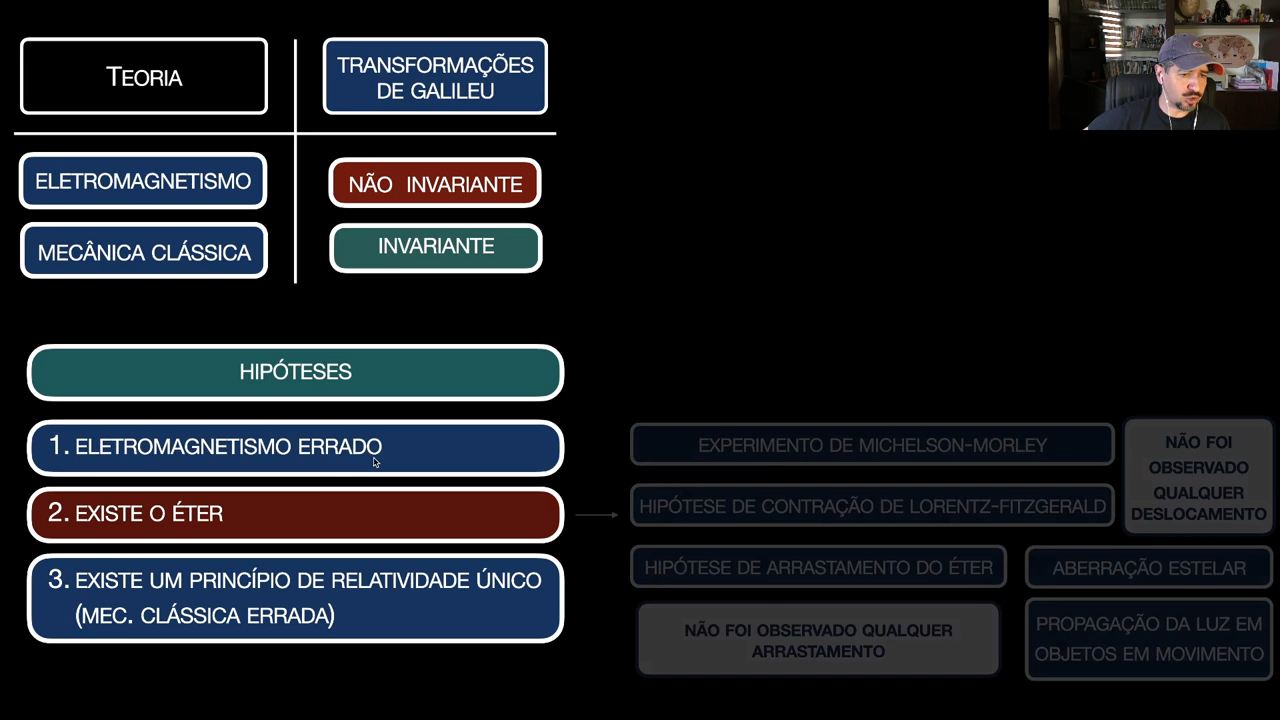 TEORIA
TRANSFORMAÇÕES
DE GALILEU
ELETROMAGNETISMO
NÃO INVARIANTE
MECÂNICA CLÁSSICA
INVARIANTE
HIPÓTESES
1. ELETROMAGNETISMO ERRADO
2. EXISTE O ÉTER
3. EXISTE UM PRINCÍPIO DE RELATIVIDADE ÚNICO
(MEC. CLÁSSICA ERRADA)
EXPERIMENTO DE MICHELSON-MORLEY
HIPÓTESE DE CONTRAÇÃO DE LORENTZ-FITZGERALD
NÃO FOI
OBSERVADO
QUALQUER
DESLOCAMENTO
HIPÓTESE DE ARRASTAMENTO DO ÉTER
ABERRAÇÃO ESTELAR
NÃO FOI OBSERVADO QUALQUER
ARRASTAMENTO
PROPAGAÇÃO DA LUZ EM
OBJETOS EM MOVIMENTO